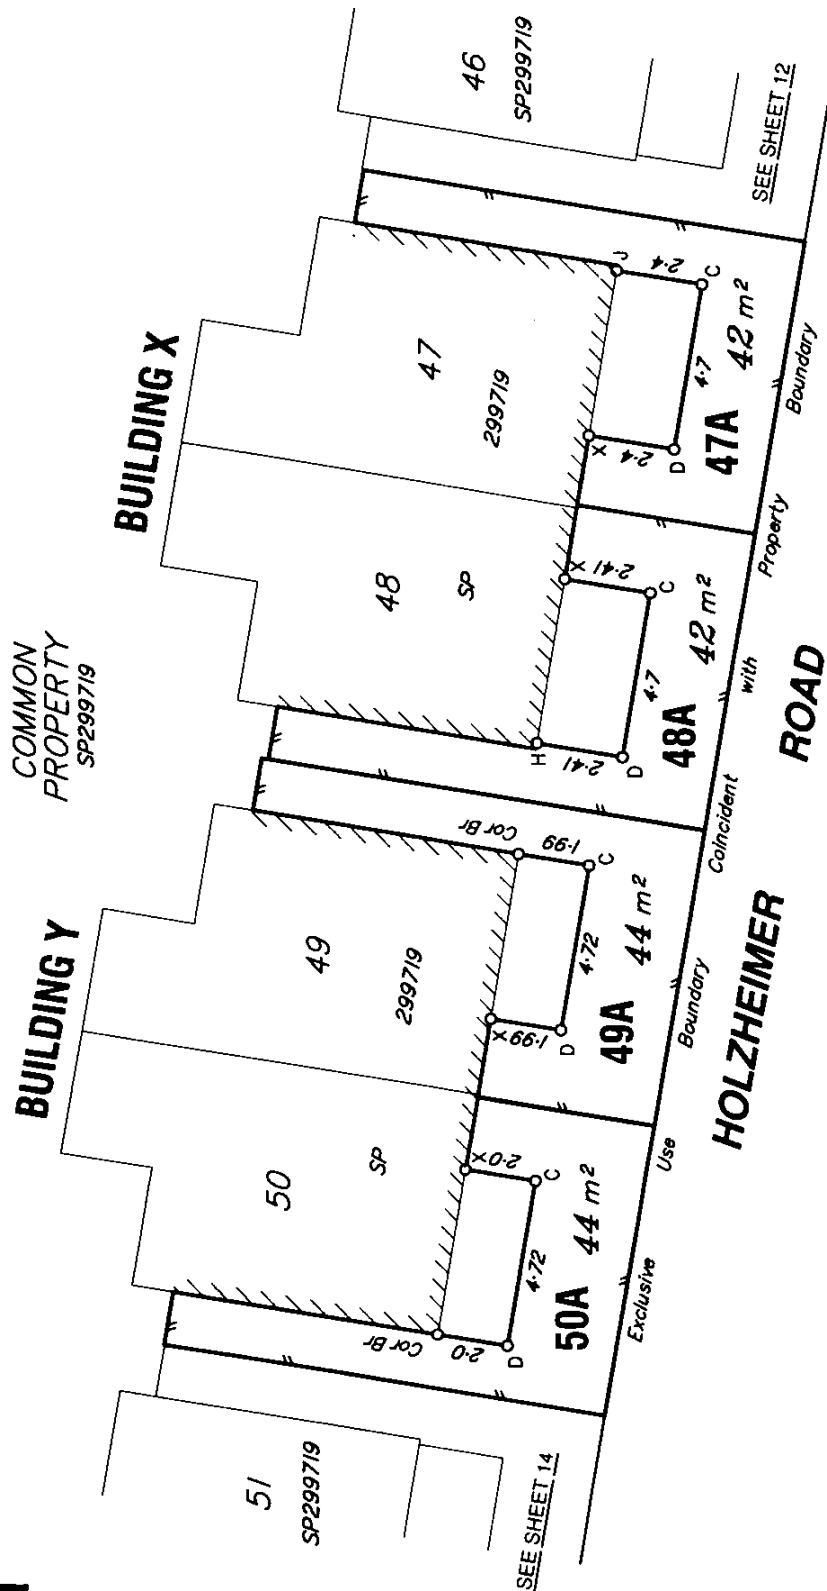 COMMON
PROPERTY
SP299719
BUILDING Y
BUILDING X
51
SP299719
50
SP
49
299719
48
SP
47
299719
46
SP299719
Cor Br
2·0
D
4·72
C
2·0
X
50A
44 m²
1·99
X
D
4·72
C
1·99
Cor Br
49A
44 m²
H
2·41
D
4·7
C
2·41
X
48A
42 m²
X
2·4
D
4·7
C
2·4
J
47A
42 m²
SEE SHEET 14
SEE SHEET 12
Exclusive Use Boundary Coincident with Property Boundary
HOLZHEIMER ROAD